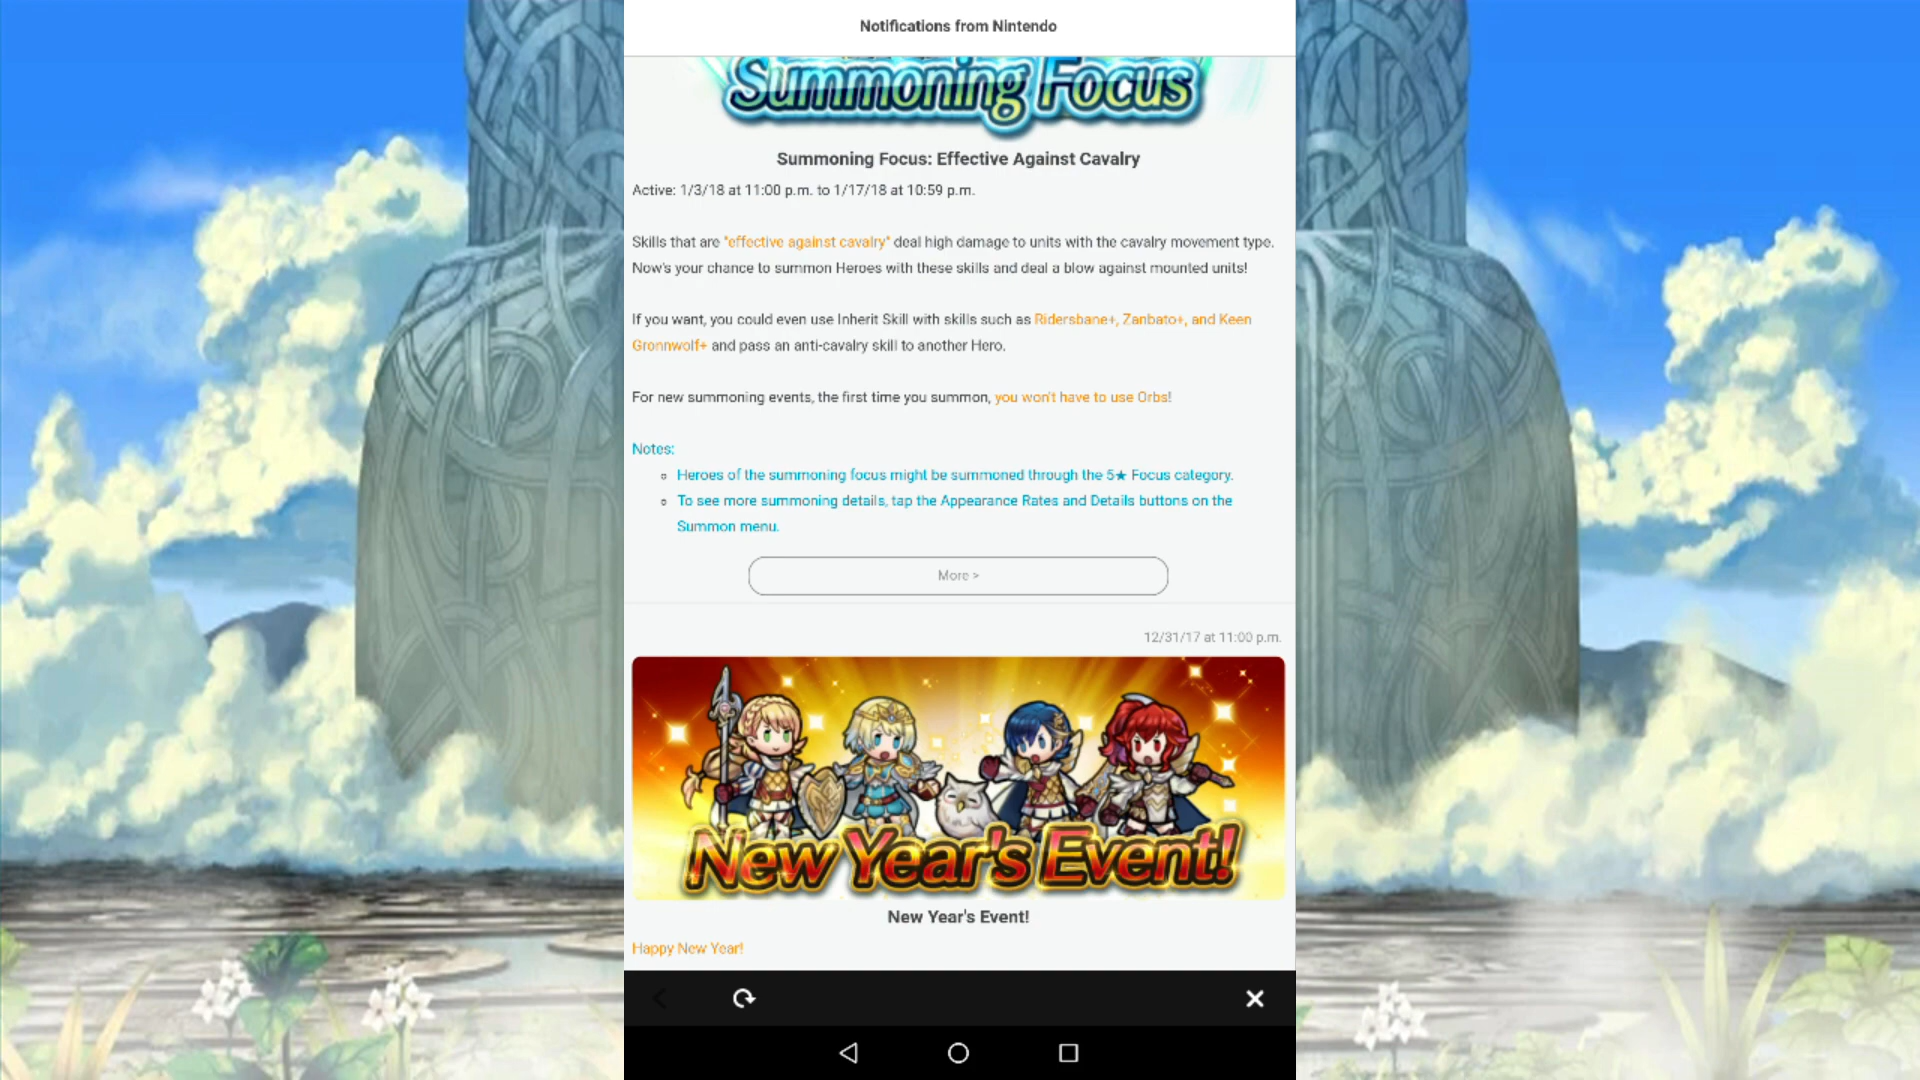 Notifications from Nintendo
Summoning Focus
Summoning Focus: Effective Against Cavalry
Active: 1/3/18 at 11:00 p.m. to 1/17/18 at 10:59 p.m.
Skills that are "effective against cavalry" deal high damage to units with the cavalry movement type.
Now's your chance to summon Heroes with these skills and deal a blow against mounted units!
If you want, you could even use Inherit Skill with skills such as Ridersbane+, Zanbato+, and Keen
Gronnwolf+ and pass an anti-cavalry skill to another Hero.
For new summoning events, the first time you summon, you won't have to use Orbs!
Notes:
Heroes of the summoning focus might be summoned through the 5★ Focus category.
To see more summoning details, tap the Appearance Rates and Details buttons on the
Summon menu.
More >
12/31/17 at 11:00 p.m.
New Year's Event!
New Year's Event!
Happy New Year!